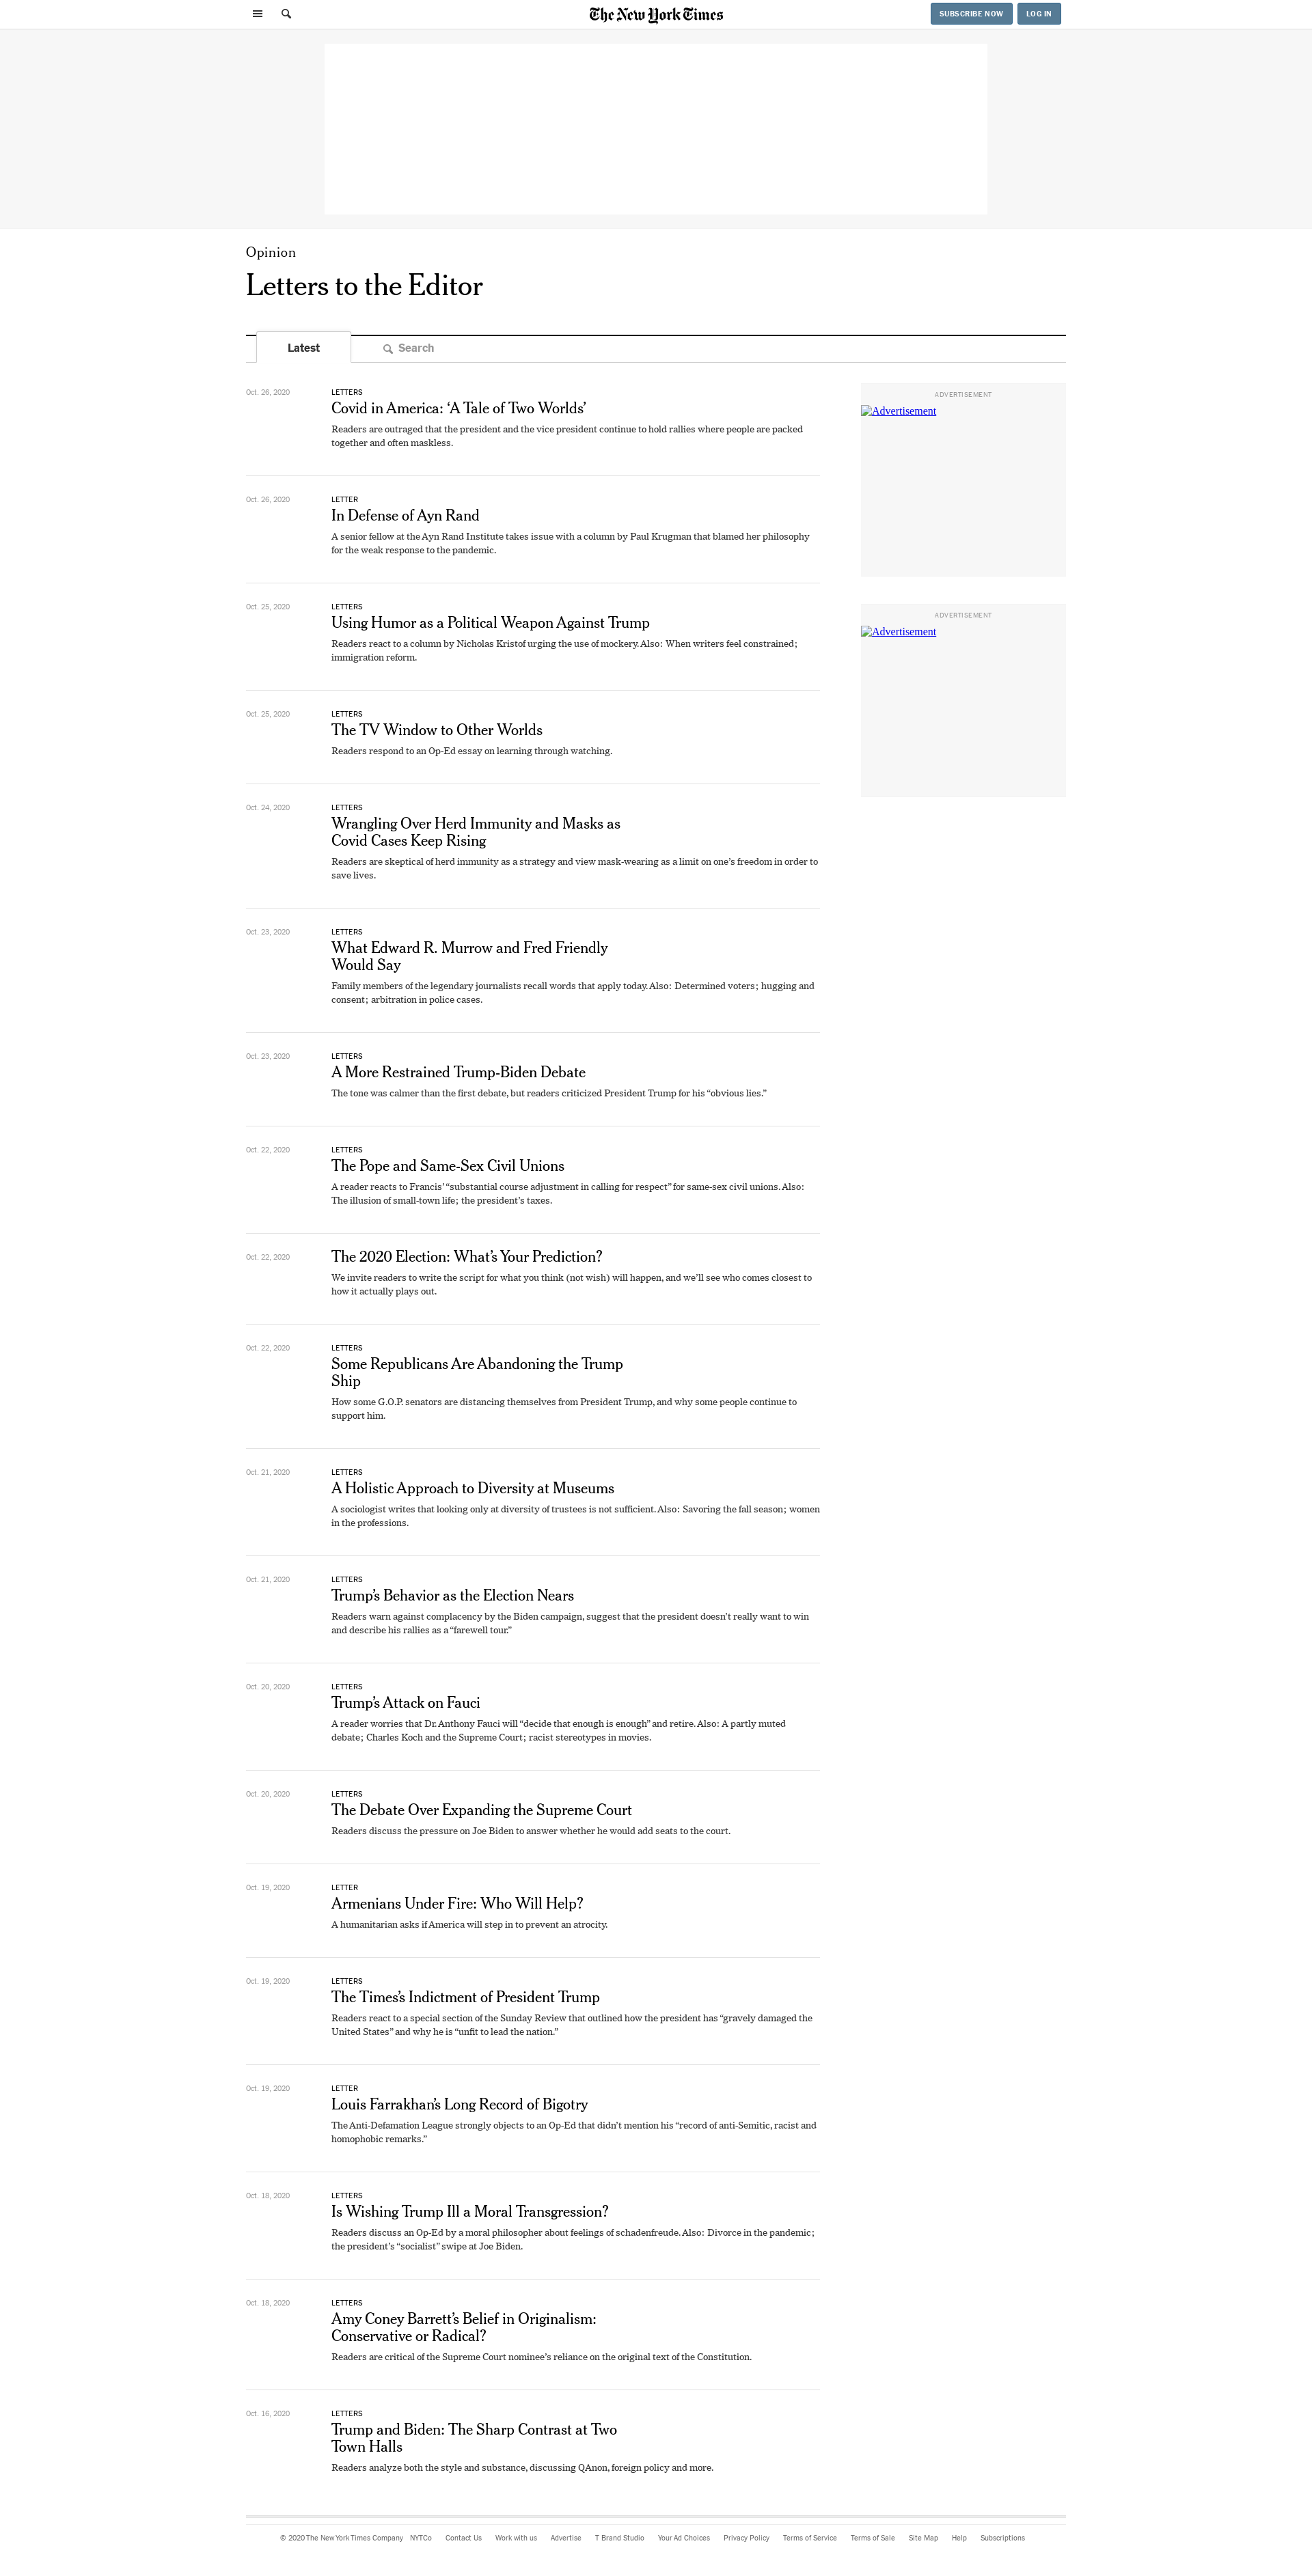 The New York Times
SUBSCRIBE NOW
LOG IN
Opinion
Letters to the Editor
Latest
Search
Oct. 26, 2020
LETTERS
Covid in America: ‘A Tale of Two Worlds’
Readers are outraged that the president and the vice president continue to hold rallies where people are packed
together and often maskless.
ADVERTISEMENT
Advertisement
Oct. 26, 2020
LETTER
In Defense of Ayn Rand
A senior fellow at the Ayn Rand Institute takes issue with a column by Paul Krugman that blamed her philosophy
for the weak response to the pandemic.
Oct. 25, 2020
LETTERS
Using Humor as a Political Weapon Against Trump
Readers react to a column by Nicholas Kristof urging the use of mockery. Also: When writers feel constrained;
immigration reform.
ADVERTISEMENT
Advertisement
Oct. 25, 2020
LETTERS
The TV Window to Other Worlds
Readers respond to an Op-Ed essay on learning through watching.
Oct. 24, 2020
LETTERS
Wrangling Over Herd Immunity and Masks as
Covid Cases Keep Rising
Readers are skeptical of herd immunity as a strategy and view mask-wearing as a limit on one’s freedom in order to
save lives.
Oct. 23, 2020
LETTERS
What Edward R. Murrow and Fred Friendly
Would Say
Family members of the legendary journalists recall words that apply today. Also: Determined voters; hugging and
consent; arbitration in police cases.
Oct. 23, 2020
LETTERS
A More Restrained Trump-Biden Debate
The tone was calmer than the first debate, but readers criticized President Trump for his “obvious lies.”
Oct. 22, 2020
LETTERS
The Pope and Same-Sex Civil Unions
A reader reacts to Francis’ “substantial course adjustment in calling for respect” for same-sex civil unions. Also:
The illusion of small-town life; the president’s taxes.
Oct. 22, 2020
The 2020 Election: What’s Your Prediction?
We invite readers to write the script for what you think (not wish) will happen, and we’ll see who comes closest to
how it actually plays out.
Oct. 22, 2020
LETTERS
Some Republicans Are Abandoning the Trump
Ship
How some G.O.P. senators are distancing themselves from President Trump, and why some people continue to
support him.
Oct. 21, 2020
LETTERS
A Holistic Approach to Diversity at Museums
A sociologist writes that looking only at diversity of trustees is not sufficient. Also: Savoring the fall season; women
in the professions.
Oct. 21, 2020
LETTERS
Trump’s Behavior as the Election Nears
Readers warn against complacency by the Biden campaign, suggest that the president doesn’t really want to win
and describe his rallies as a “farewell tour.”
Oct. 20, 2020
LETTERS
Trump’s Attack on Fauci
A reader worries that Dr. Anthony Fauci will “decide that enough is enough” and retire. Also: A partly muted
debate; Charles Koch and the Supreme Court; racist stereotypes in movies.
Oct. 20, 2020
LETTERS
The Debate Over Expanding the Supreme Court
Readers discuss the pressure on Joe Biden to answer whether he would add seats to the court.
Oct. 19, 2020
LETTER
Armenians Under Fire: Who Will Help?
A humanitarian asks if America will step in to prevent an atrocity.
Oct. 19, 2020
LETTERS
The Times’s Indictment of President Trump
Readers react to a special section of the Sunday Review that outlined how the president has “gravely damaged the
United States” and why he is “unfit to lead the nation.”
Oct. 19, 2020
LETTER
Louis Farrakhan’s Long Record of Bigotry
The Anti-Defamation League strongly objects to an Op-Ed that didn’t mention his “record of anti-Semitic, racist and
homophobic remarks.”
Oct. 18, 2020
LETTERS
Is Wishing Trump Ill a Moral Transgression?
Readers discuss an Op-Ed by a moral philosopher about feelings of schadenfreude. Also: Divorce in the pandemic;
the president’s “socialist” swipe at Joe Biden.
Oct. 18, 2020
LETTERS
Amy Coney Barrett’s Belief in Originalism:
Conservative or Radical?
Readers are critical of the Supreme Court nominee’s reliance on the original text of the Constitution.
Oct. 16, 2020
LETTERS
Trump and Biden: The Sharp Contrast at Two
Town Halls
Readers analyze both the style and substance, discussing QAnon, foreign policy and more.
© 2020 The New York Times Company NYTCo Contact Us Work with us Advertise T Brand Studio Your Ad Choices Privacy Policy Terms of Service Terms of Sale Site Map Help Subscriptions